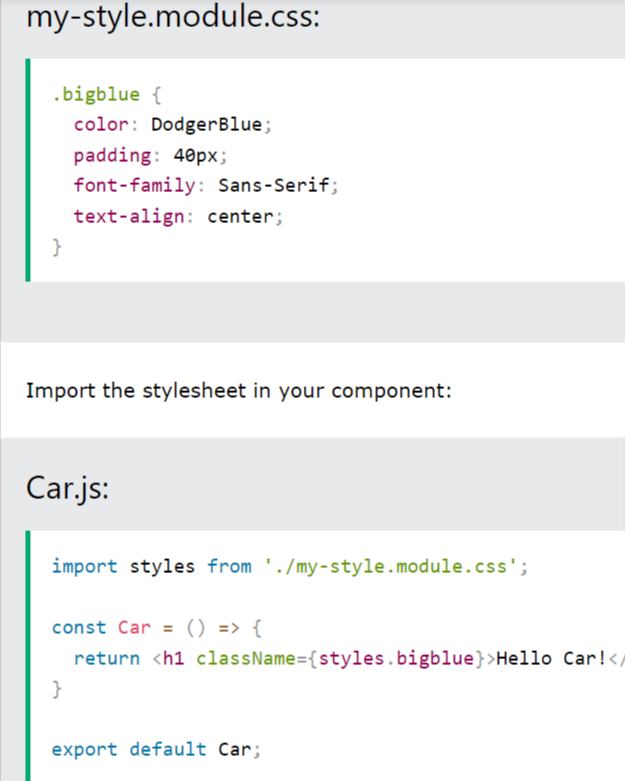 my-style.module.css:
.bigblue {
  color: DodgerBlue;
  padding: 40px;
  font-family: Sans-Serif;
  text-align: center;
}
Import the stylesheet in your component:
Car.js:
import styles from './my-style.module.css';
const Car = () => {
  return <h1 className={styles.bigblue}>Hello Car!</
}
export default Car;